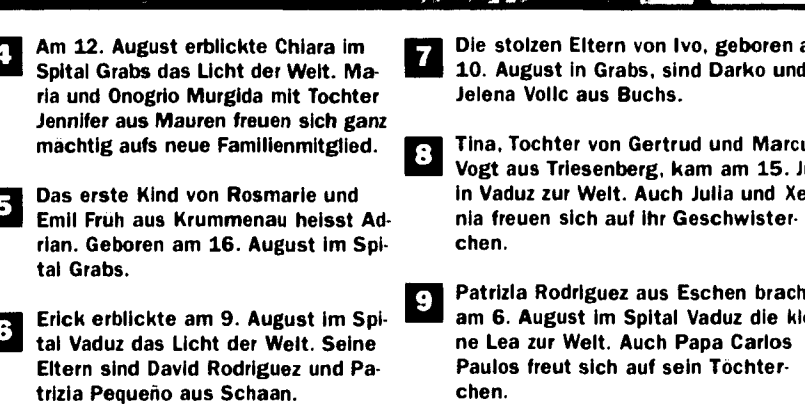 4
Am 12. August erblickte Chiara im
Spital Grabs das Licht der Welt. Ma-
ria und Onogrio Murgida mit Tochter
Jennifer aus Mauren freuen sich ganz
mächtig aufs neue Familienmitglied.
5
Das erste Kind von Rosmarie und
Emil Früh aus Krummenau heisst Ad-
rian. Geboren am 16. August im Spi-
tal Grabs.
6
Erick erblickte am 9. August im Spi-
tal Vaduz das Licht der Welt. Seine
Eltern sind David Rodriguez und Pa-
trizia Pequeño aus Schaan.
7
Die stolzen Eltern von Ivo, geboren
10. August in Grabs, sind Darko und
Jelena Volic aus Buchs.
8
Tina, Tochter von Gertrud und
Vogt aus Triesenberg, kam am 15.
in Vaduz zur Welt. Auch Julia und Xe-
nia freuen sich auf ihr Geschwister-
chen.
9
Patrizia Rodriguez aus Eschen
am 6. August im Spital Vaduz die
ne Lea zur Welt. Auch Papa Carlos
Paulos freut sich auf sein Töchter-
chen.